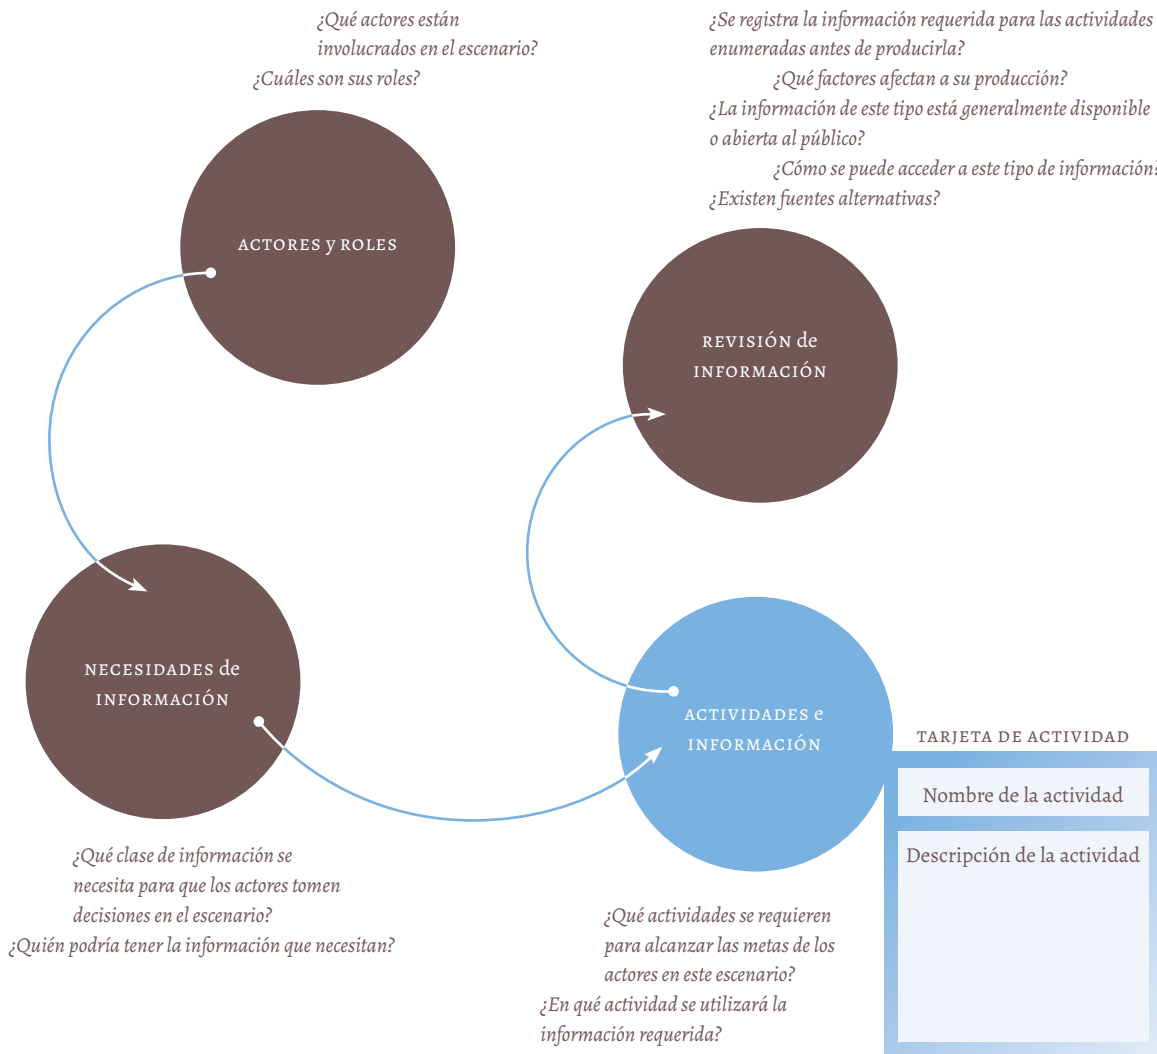 ¿Qué actores están
involucrados en el escenario?
¿Cuáles son sus roles?
ACTORES y ROLES
¿Se registra la información requerida para las actividades
enumeradas antes de producirla?
¿Qué factores afectan a su producción?
¿La información de este tipo está generalmente disponible
o abierta al público?
¿Cómo se puede acceder a este tipo de información?
¿Existen fuentes alternativas?
REVISIÓN de
INFORMACIÓN
NECESIDADES de
INFORMACIÓN
¿Qué clase de información se
necesita para que los actores tomen
decisiones en el escenario?
¿Quién podría tener la información que necesitan?
ACTIVIDADES e
INFORMACIÓN
¿Qué actividades se requieren
para alcanzar las metas de los
actores en este escenario?
¿En qué actividad se utilizará la
información requerida?
TARJETA DE ACTIVIDAD
Nombre de la actividad
Descripción de la actividad